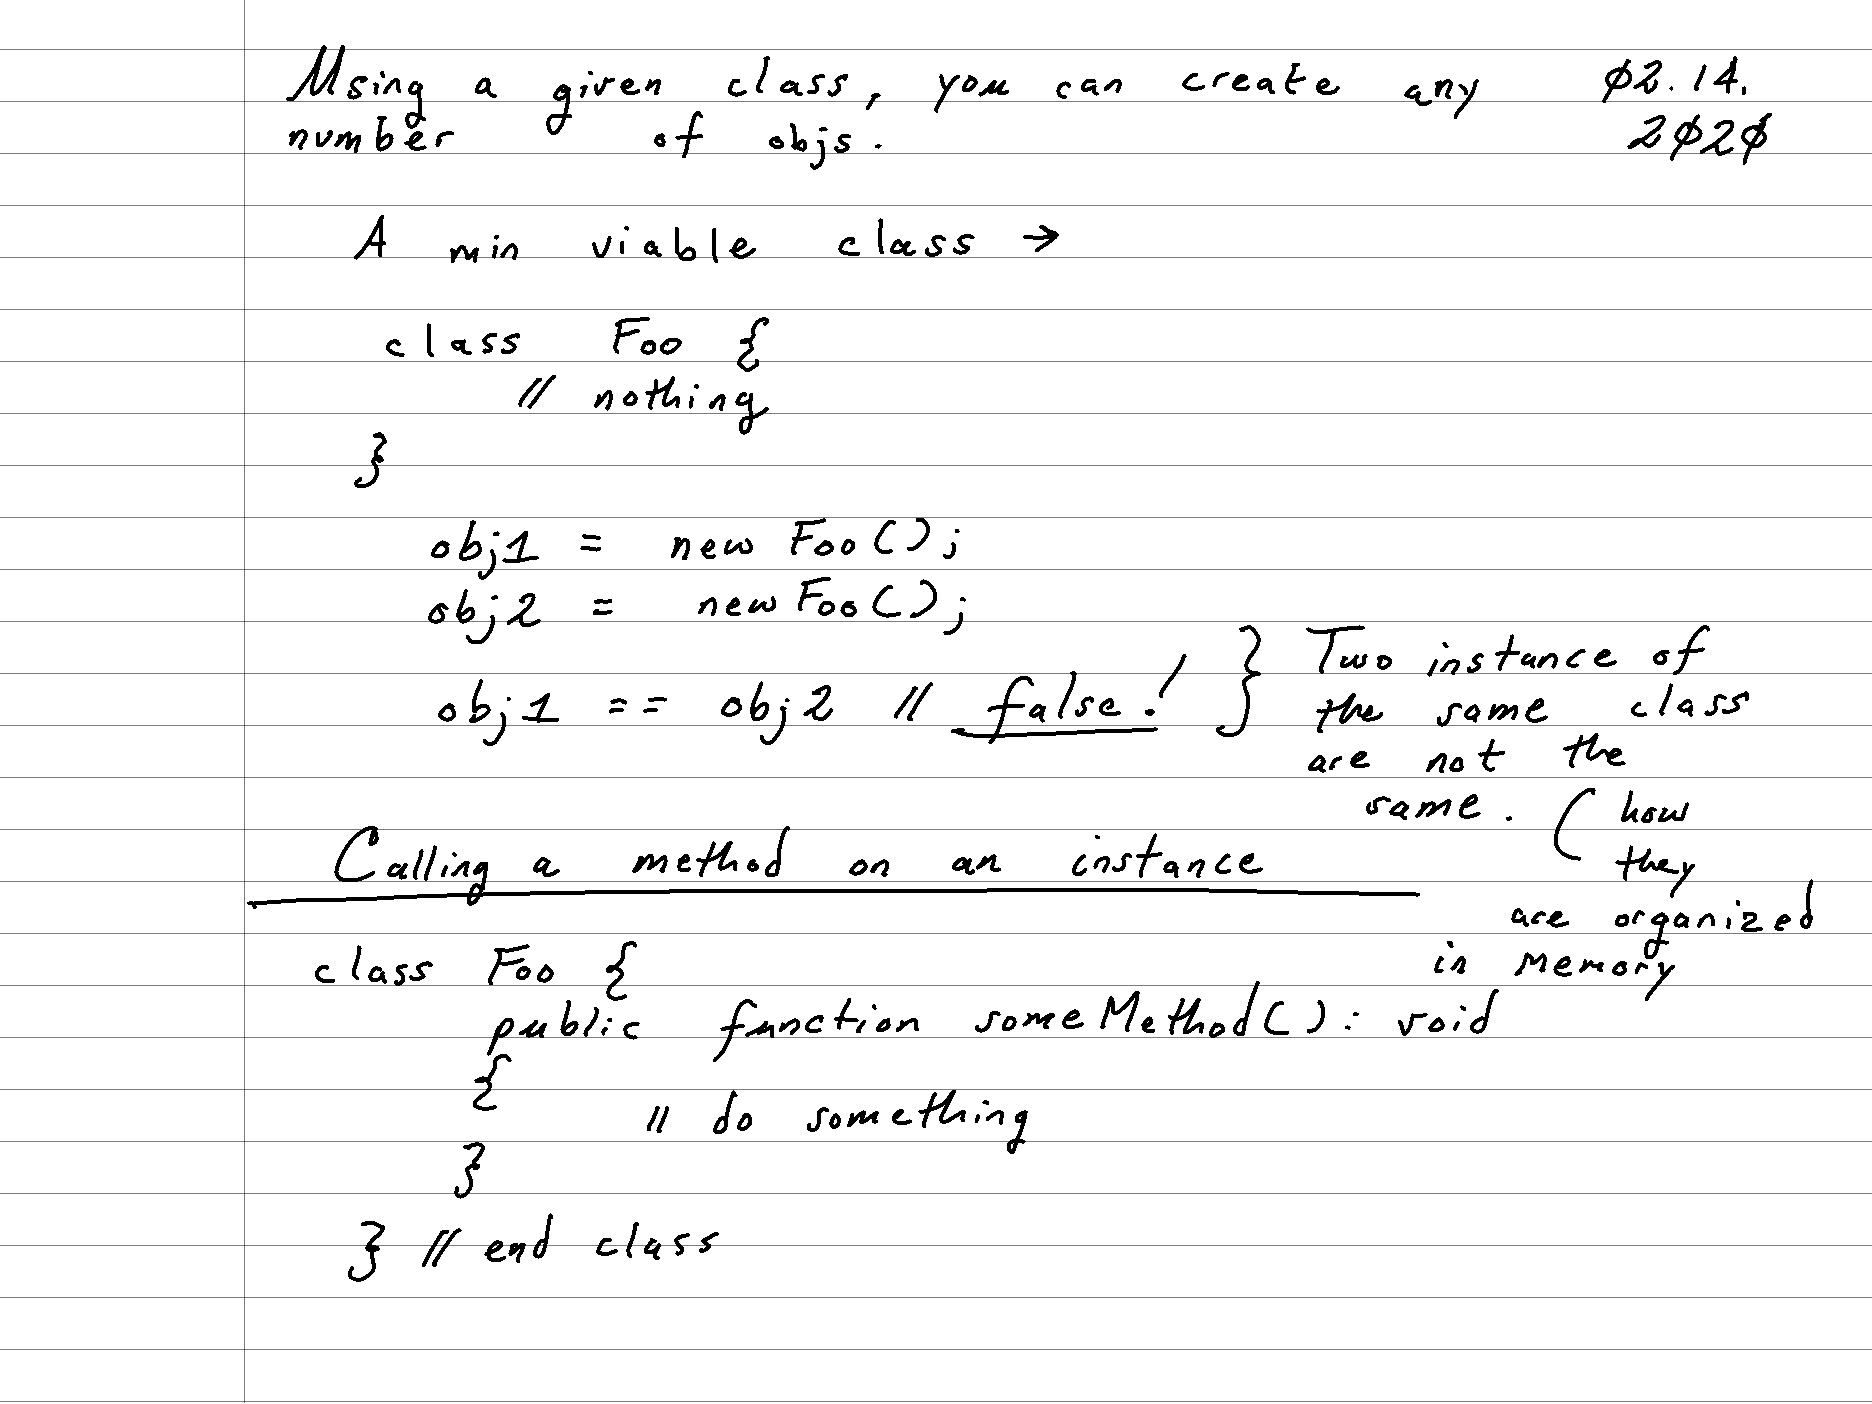 Using a given class, you can create any
number of objs.
02.14.
2020
A min viable class →
class Foo {
// nothing
}
obj1 = new Foo();
obj2 = new Foo();
obj1 == obj2 // false! }
Two instance of
the same class
are not the
same. ( how
they
are organized
in memory
Calling a method on an instance
class Foo {
public function someMethod(): void
{
// do something
}
} // end class